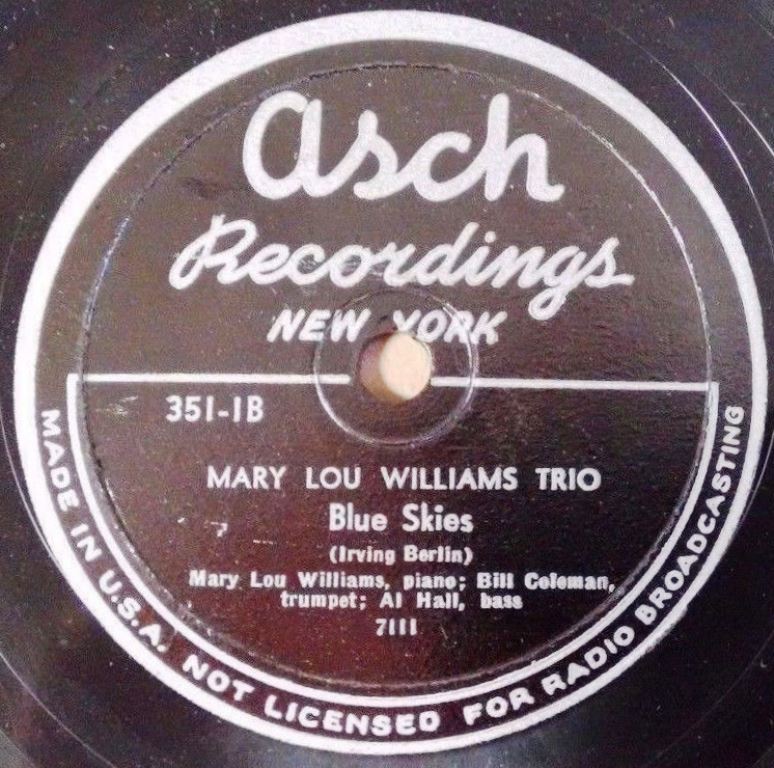 asch
Recordings
NEW YORK
351-1B
MARY LOU WILLIAMS TRIO
Blue Skies
(Irving Berlin)
Mary Lou Williams, piano; Bill Coleman,
trumpet; Al Hall, bass
7111
MADE IN U.S.A. NOT LICENSED FOR RADIO BROADCASTING